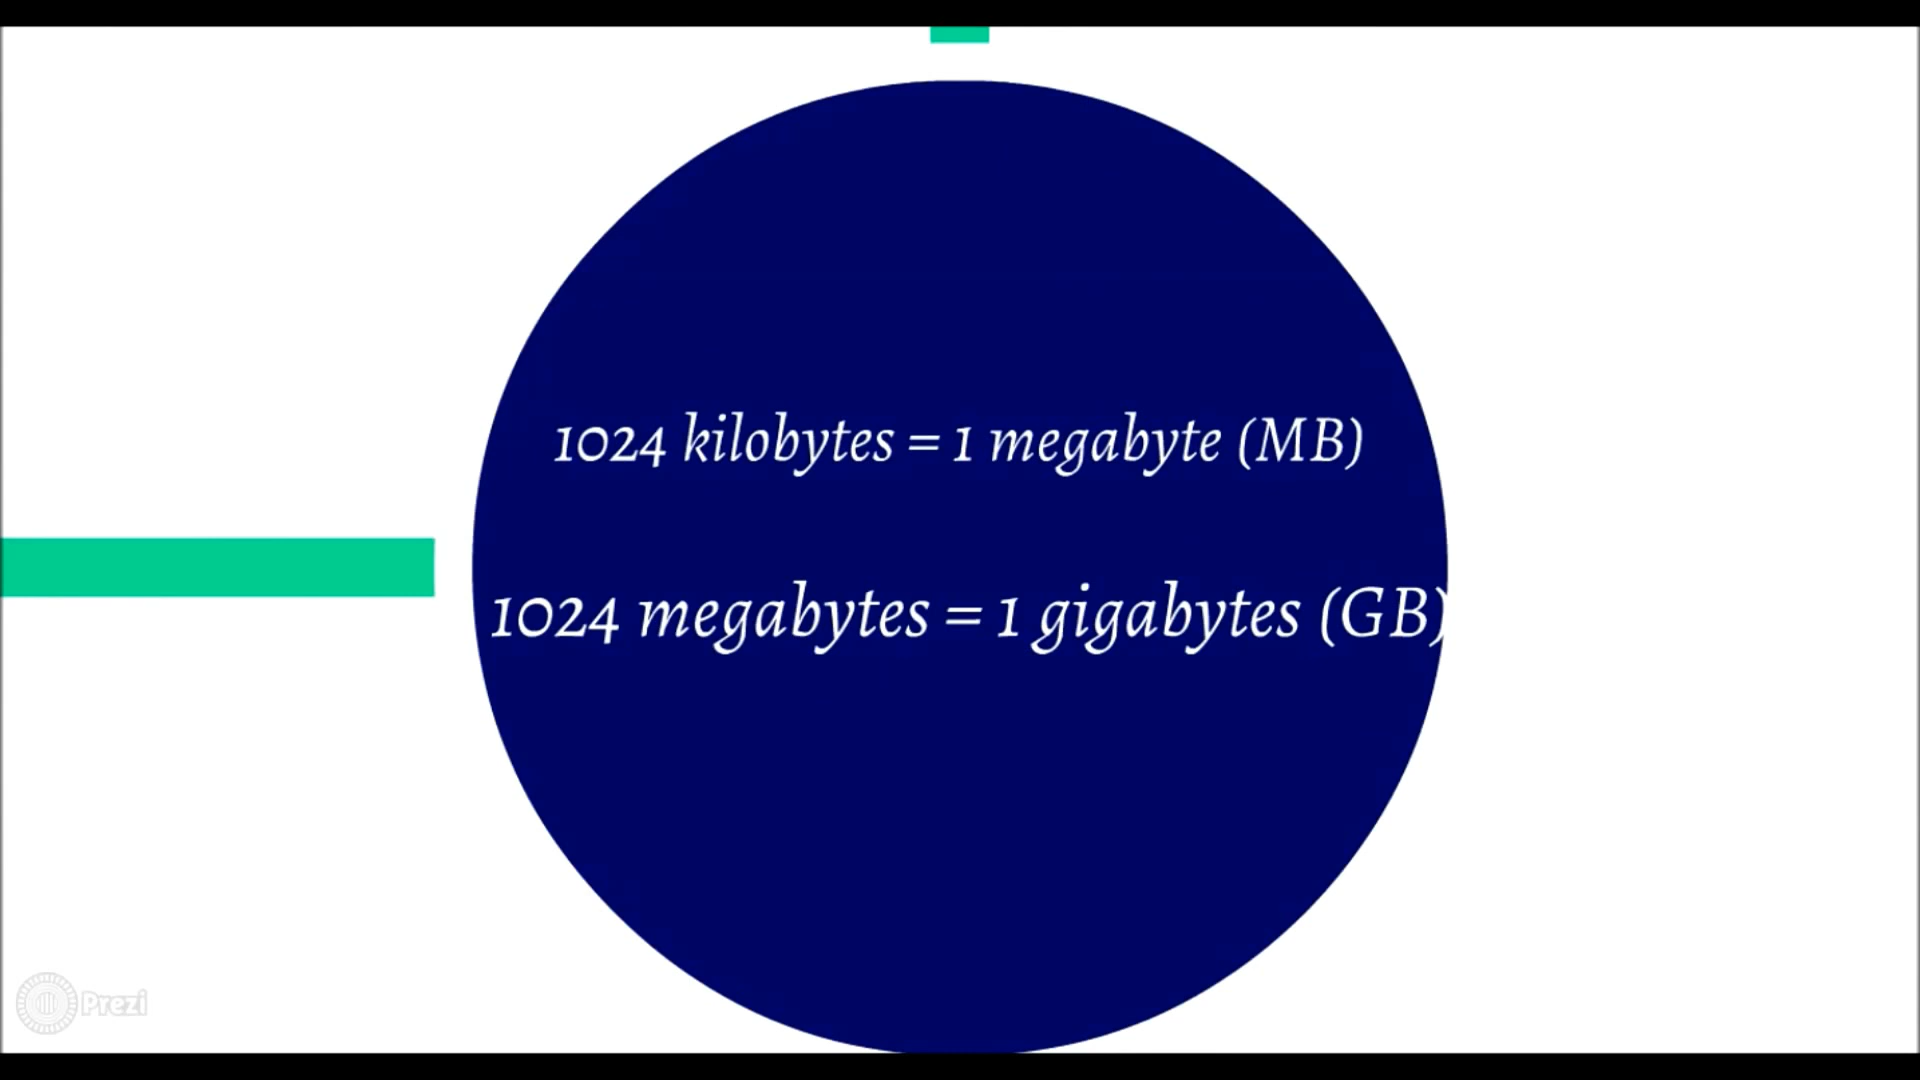 1024 kilobytes = 1 megabyte (MB)
1024 megabytes = 1 gigabytes (GB)
Prezi